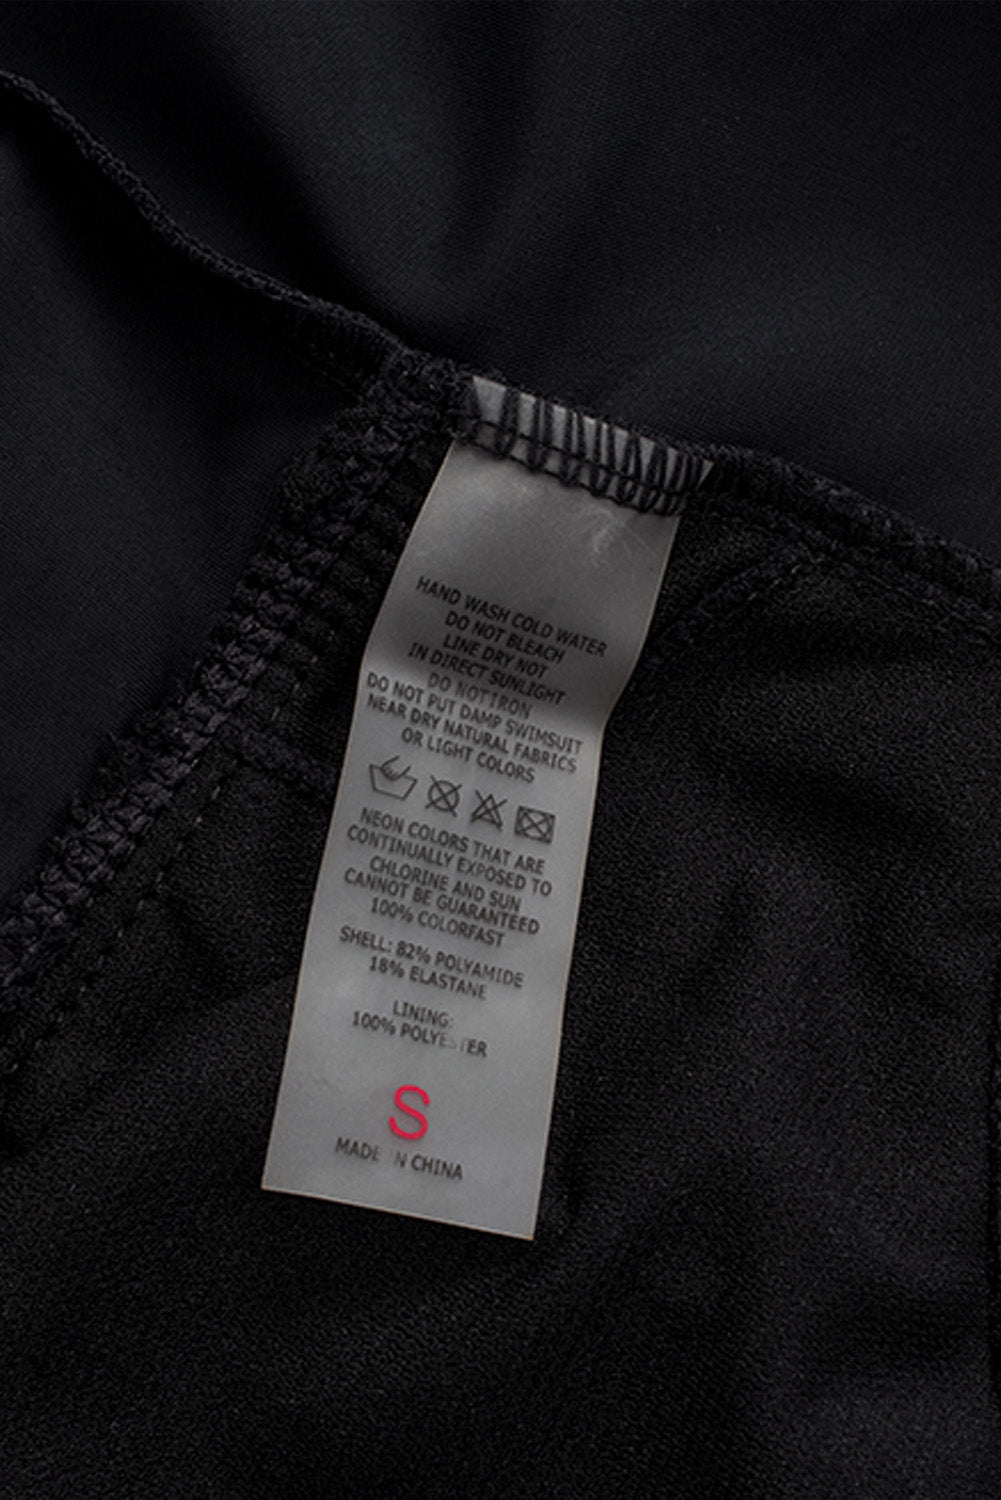 HAND WASH COLD WATER
DO NOT BLEACH
LINE DRY NOT
IN DIRECT SUNLIGHT
DO NOT IRON
DO NOT PUT DAMP SWIMSUIT
NEAR DRY NATURAL FABRICS
OR LIGHT COLORS
NEON COLORS THAT ARE
CONTINUALLY EXPOSED TO
CHLORINE AND SUN
CANNOT BE GUARANTEED
100% COLORFAST
SHELL: 82% POLYAMIDE
18% ELASTANE
LINING:
100% POLYESTER
S
MADE IN CHINA